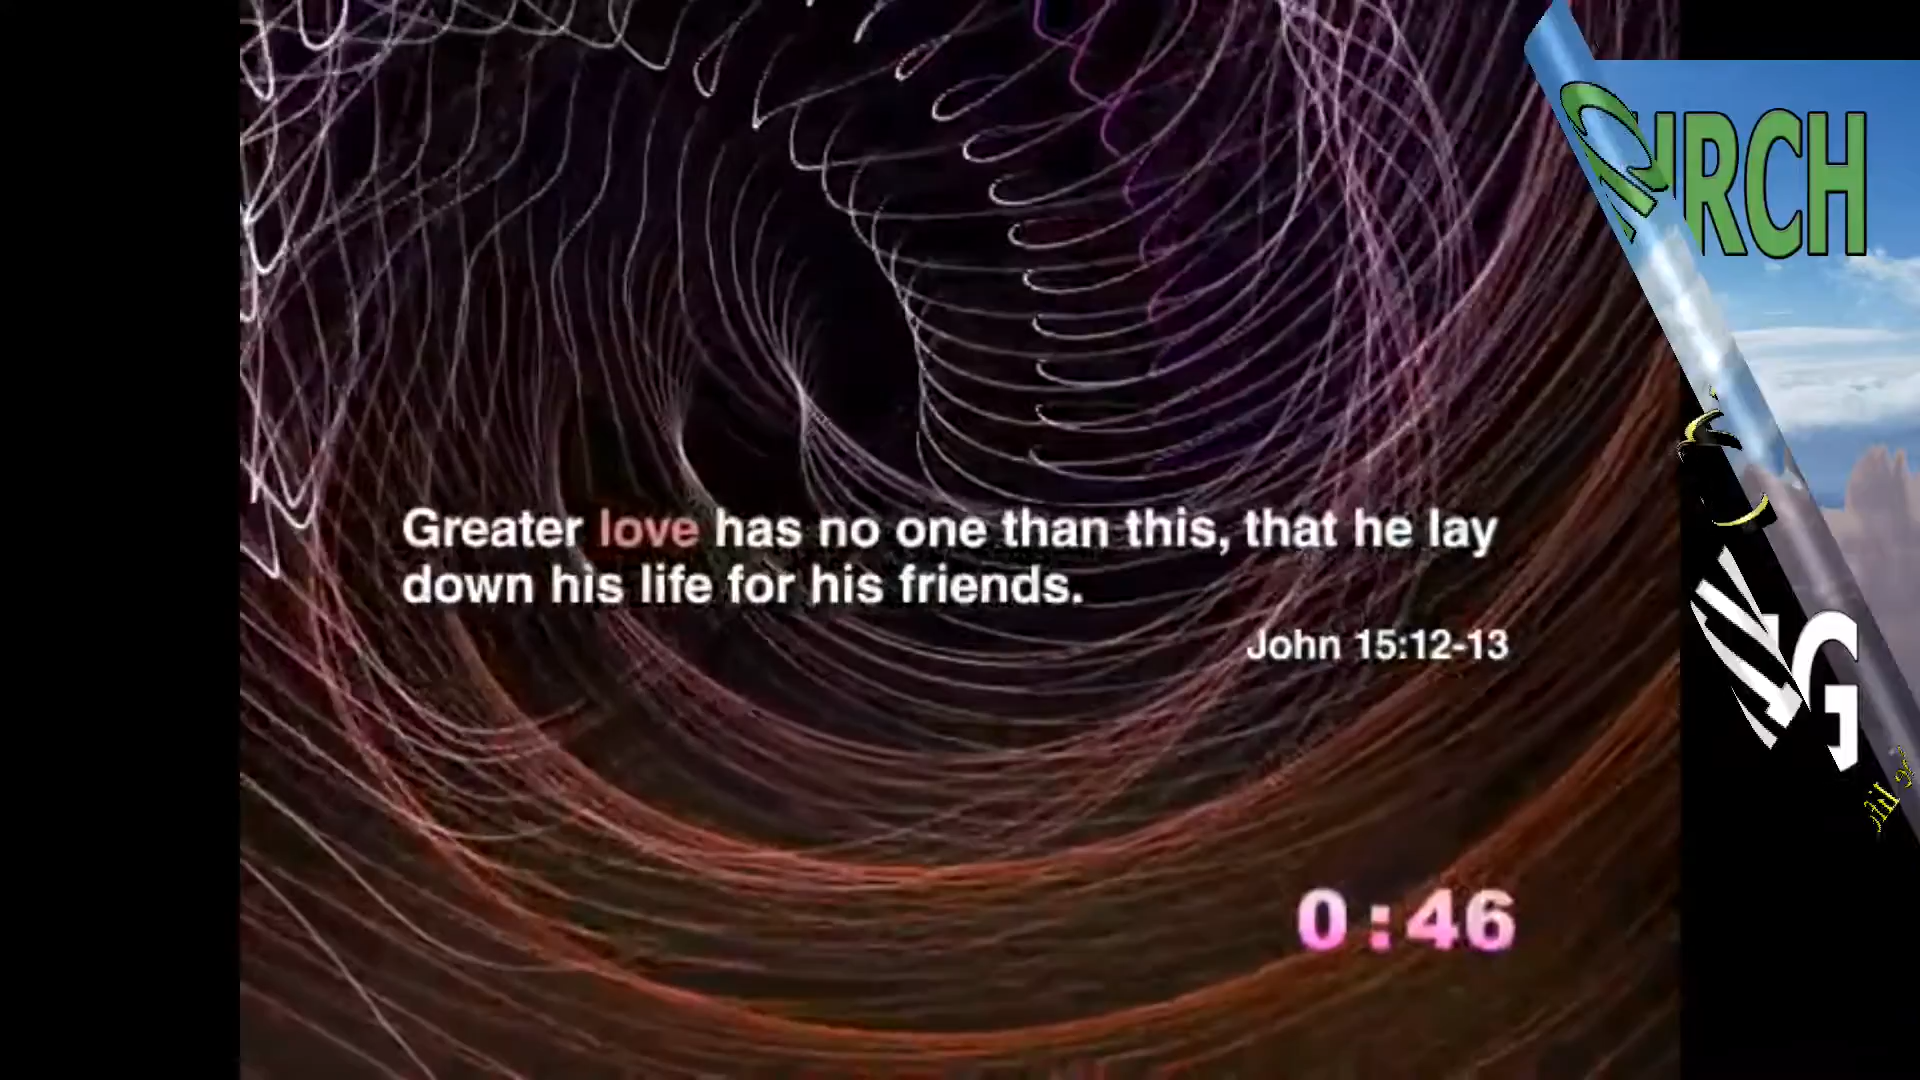 Greater love has no one than this, that he lay
down his life for his friends.
John 15:12-13
0:46